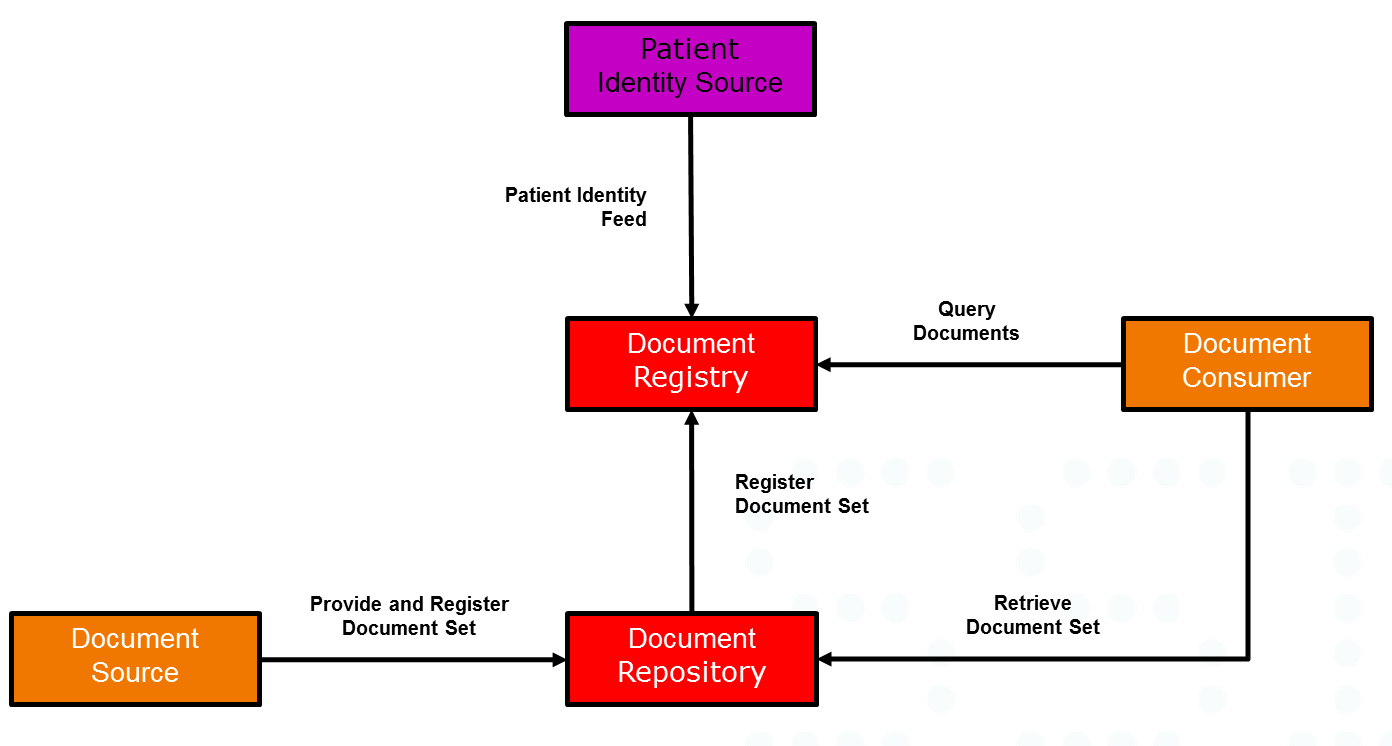 Patient
Identity Source
Patient Identity
Feed
Query
Documents
Document
Registry
Document
Consumer
Register
Document Set
Provide and Register
Document Set
Retrieve
Document Set
Document
Source
Document
Repository